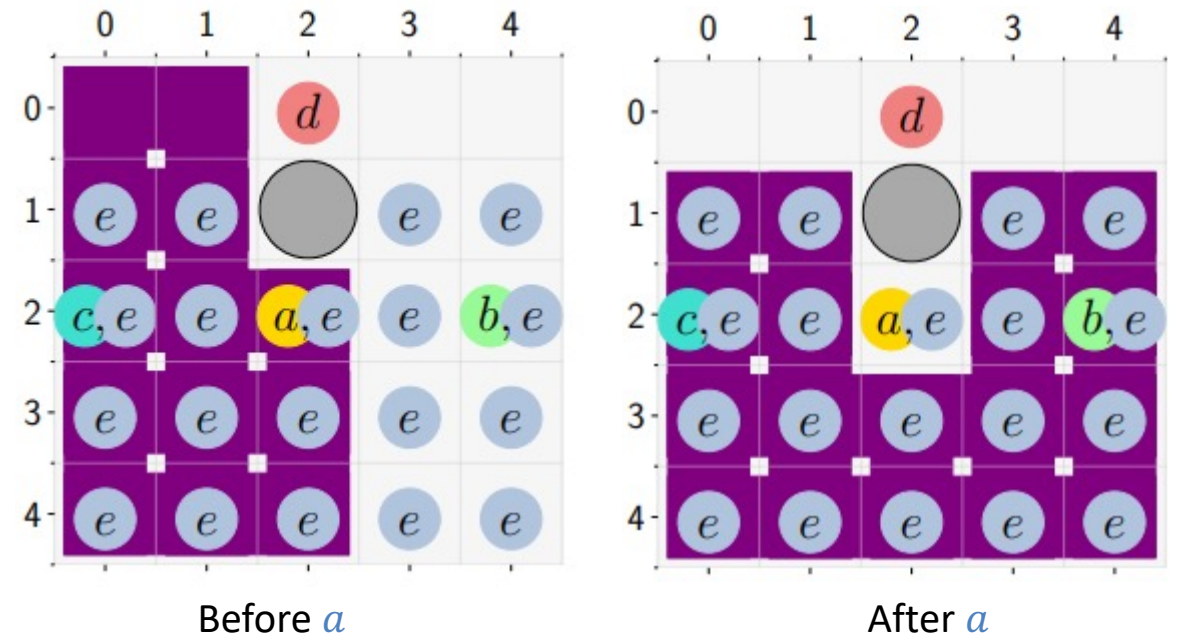 0 1 2 3 4 0 1 2 3 4
0 d 0 d
1 e e e e 1 e e e e
2 c, e e a, e e b, e 2 c, e e a, e e b, e
3 e e e e e 3 e e e e e
4 e e e e e 4 e e e e e
Before a After a